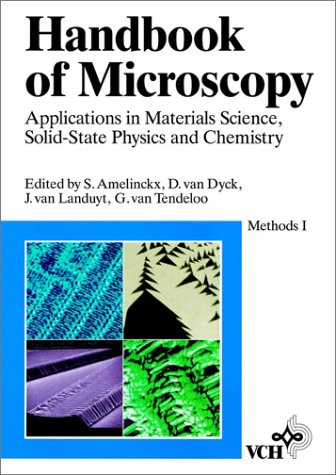 Handbook
of Microscopy
Applications in Materials Science,
Solid-State Physics and Chemistry
Edited by S. Amelinckx, D. van Dyck,
J. van Landuyt, G. van Tendeloo
Methods I
VCH